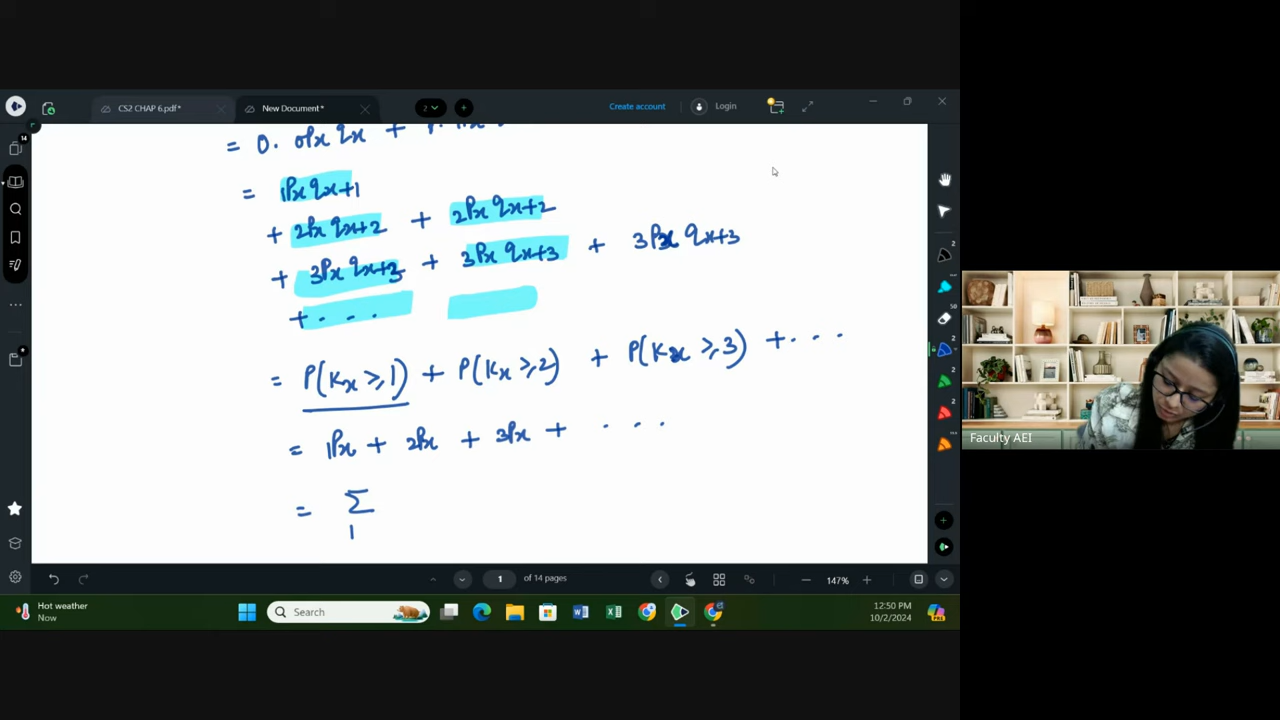 CS2 CHAP 6.pdf*
New Document*
2
Create account
Login
= 0. 0Px qx +
= 1Px qx+1
+ 2Px qx+2 + 2Px qx+2
+ 3Px qx+3 + 3Px qx+3 + 3Px qx+3
+ . . .
= P(Kx ≥ 1) + P(Kx ≥ 2) + P(Kx ≥ 3) + . . .
= 1Px + 2Px + 3Px + . . .
= Σ
1
Faculty AEI
1 of 14 pages
147%
Hot weather
Now
Search
12:50 PM
10/2/2024